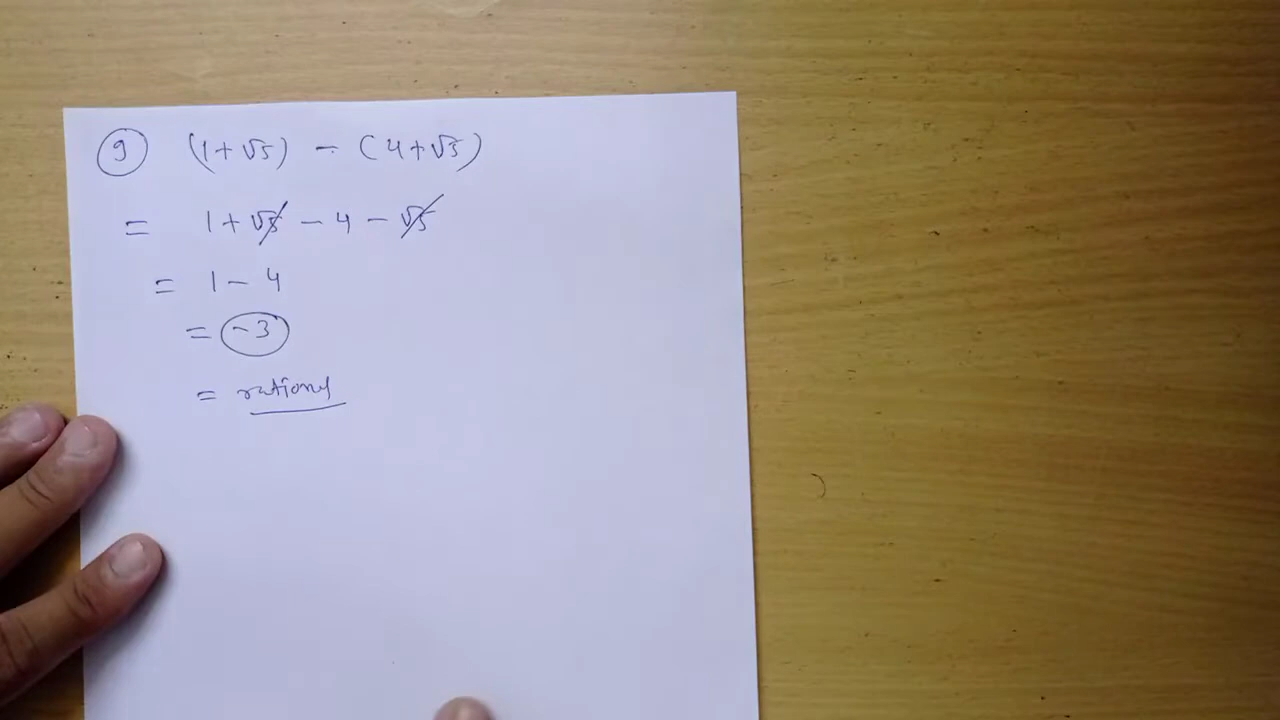 9 (1+√5) - (4+√5)
= 1+√5 - 4 - √5
= 1 - 4
= -3
= rational